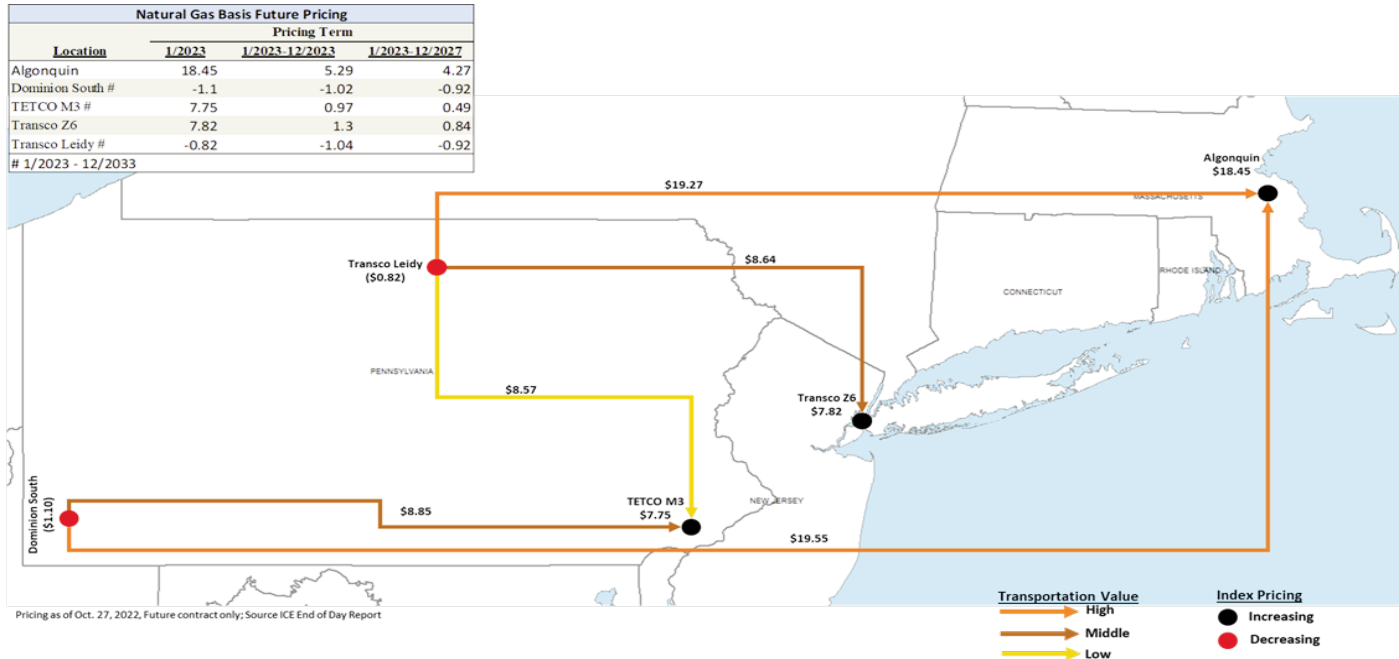 Natural Gas Basis Future Pricing
Pricing Term
Location 1/2023 1/2023-12/2023 1/2023-12/2027
Algonquin 18.45 5.29 4.27
Dominion South # -1.1 -1.02 -0.92
TETCO M3 # 7.75 0.97 0.49
Transco Z6 7.82 1.3 0.84
Transco Leidy # -0.82 -1.04 -0.92
# 1/2023 - 12/2033
Algonquin
$18.45
$19.27
MASSACHUSETTS
Transco Leidy
($0.82)
$8.64
RHODE ISLAND
CONNECTICUT
PENNSYLVANIA
$8.57
Transco Z6
$7.82
Dominion South
($1.10)
$8.85
TETCO M3
$7.75
NEW JERSEY
$19.55
Pricing as of Oct. 27, 2022, Future contract only; Source ICE End of Day Report
Transportation Value
High
Middle
Low
Index Pricing
Increasing
Decreasing